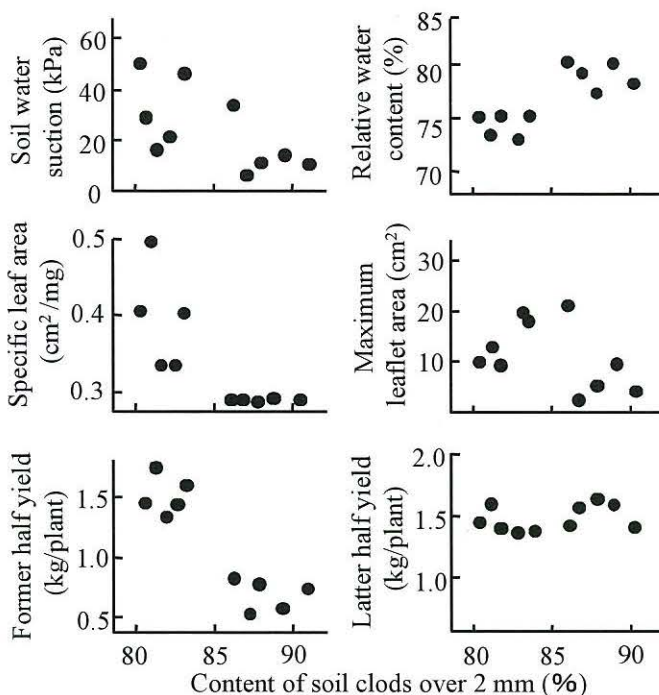 Soil water
suction (kPa)
60
40
20
0
Relative water
content (%)
85
80
75
70
Specific leaf area
(cm²/mg)
0.5
0.4
0.3
Maximum
leaflet area (cm²)
30
20
10
Former half yield
(kg/plant)
1.5
1.0
0.5
80 85 90
Latter half yield
(kg/plant)
2.0
1.5
1.0
80 85 90
Content of soil clods over 2 mm (%)